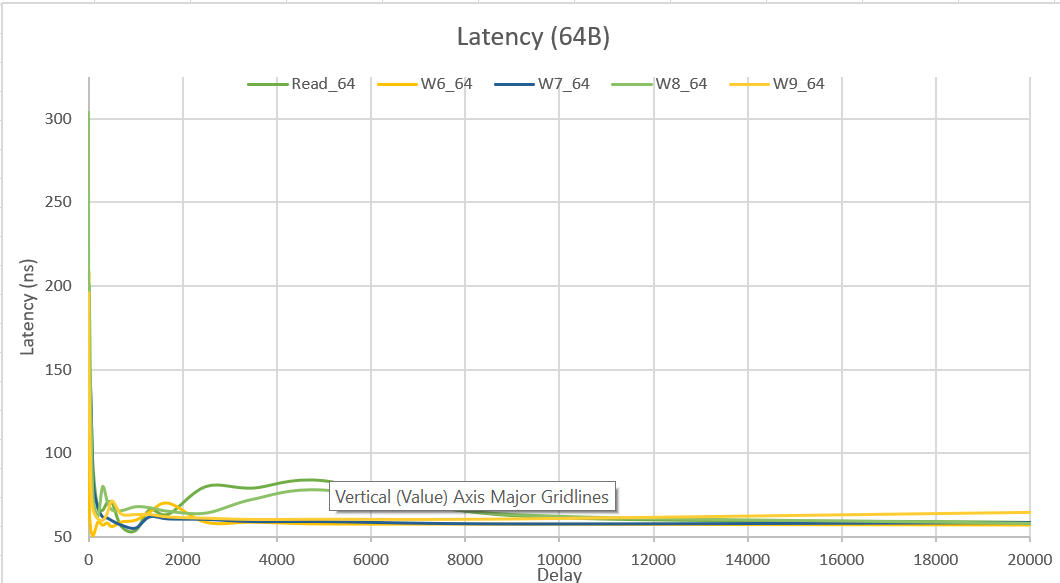 Latency (64B)
Read_64 W6_64 W7_64 W8_64 W9_64
300
250
200
150
100
50
Latency (ns)
Vertical (Value) Axis Major Gridlines
0 2000 4000 6000 8000 10000 12000 14000 16000 18000 20000
Delay